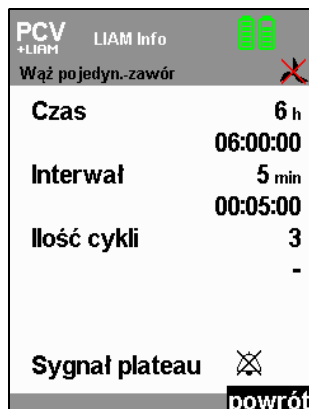 PCV LIAM Info
+LIAM
Wąż pojedyn.-zawór
Czas 6 h
06:00:00
Interwał 5 min
00:05:00
Ilość cykli 3
-
Sygnał plateau
powrót